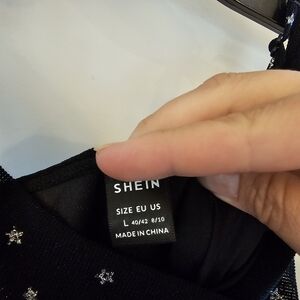 SHEIN
SIZE EU US
L 40/42 8/10
MADE IN CHINA